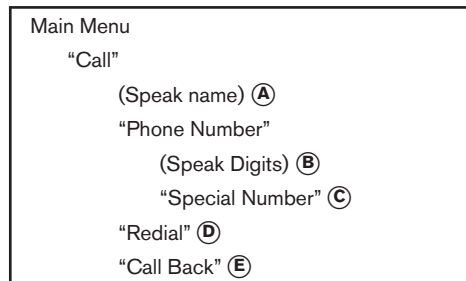 Main Menu
“Call”
(Speak name) Ⓐ
“Phone Number”
(Speak Digits) Ⓑ
“Special Number” Ⓒ
“Redial” Ⓓ
“Call Back” Ⓔ